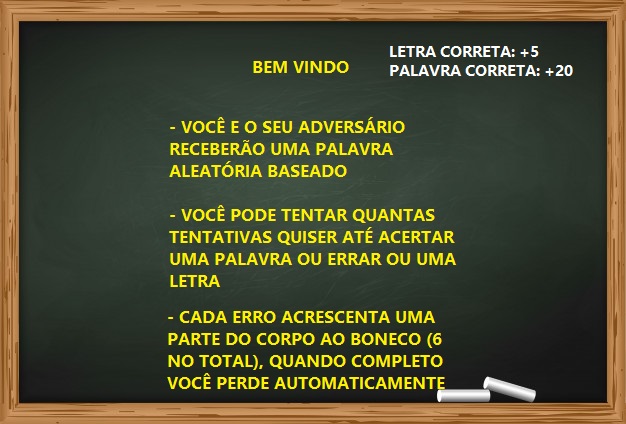 BEM VINDO
LETRA CORRETA: +5
PALAVRA CORRETA: +20
- VOCÊ E O SEU ADVERSÁRIO
RECEBERÃO UMA PALAVRA
ALEATÓRIA BASEADO
- VOCÊ PODE TENTAR QUANTAS
TENTATIVAS QUISER ATÉ ACERTAR
UMA PALAVRA OU ERRAR OU UMA
LETRA
- CADA ERRO ACRESCENTA UMA
PARTE DO CORPO AO BONECO (6
NO TOTAL), QUANDO COMPLETO
VOCÊ PERDE AUTOMATICAMENTE